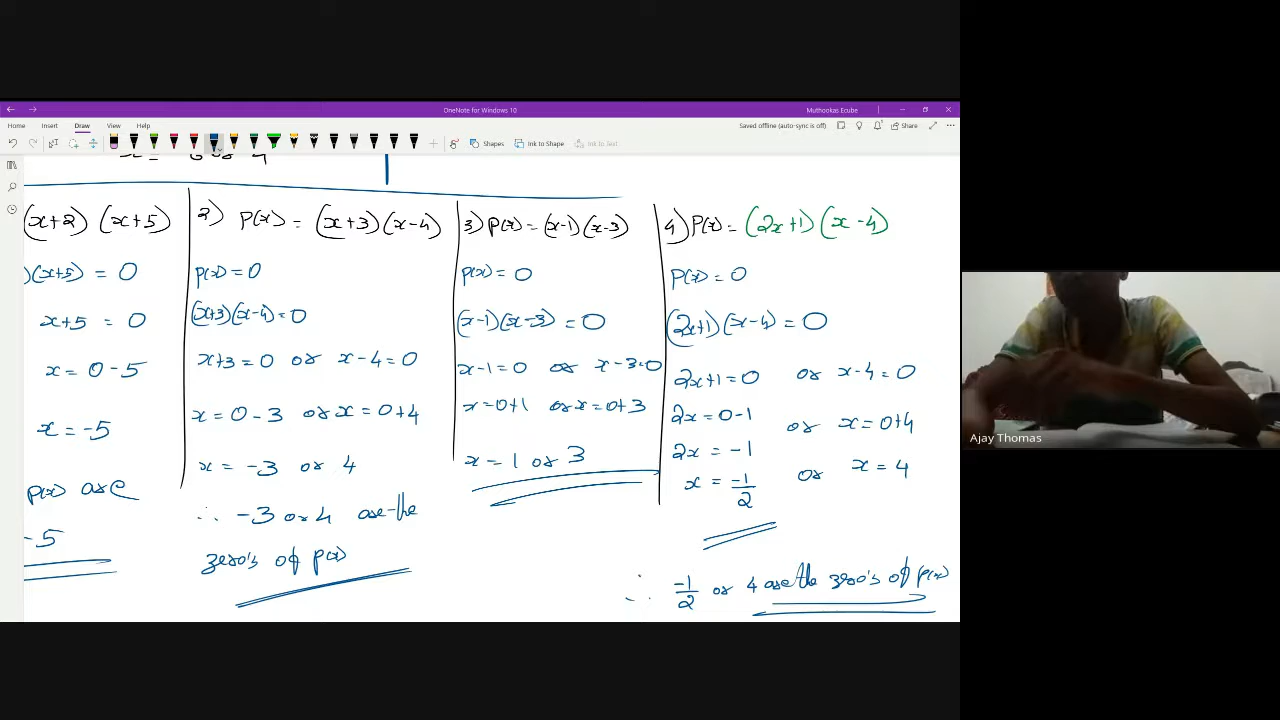 OneNote for Windows 10
Muthookas Ecube
Home Insert Draw View Help
Saved offline (auto-sync is off)
Share
Shapes
Ink to Shape
Ink to Text
(x+2) (x+5)
)(x+5) = 0
x+5 = 0
x = 0-5
x = -5
p(x) are
-5
2) P(x) = (x+3)(x-4)
p(x) = 0
(x+3)(x-4) = 0
x+3 = 0 or x-4 = 0
x = 0-3 or x = 0+4
x = -3 or 4
∴ -3 or 4 are the
zero's of p(x)
3) P(x) = (x-1)(x-3)
p(x) = 0
(x-1)(x-3) = 0
x-1 = 0 or x-3 = 0
x = 0+1 or x = 0+3
x = 1 or 3
4) P(x) = (2x+1)(x-4)
P(x) = 0
(2x+1)(x-4) = 0
2x+1 = 0 or x-4 = 0
2x = 0-1 or x = 0+4
2x = -1
x = -1/2 or x = 4
∴ -1/2 or 4 are the zero's of p(x)
Ajay Thomas